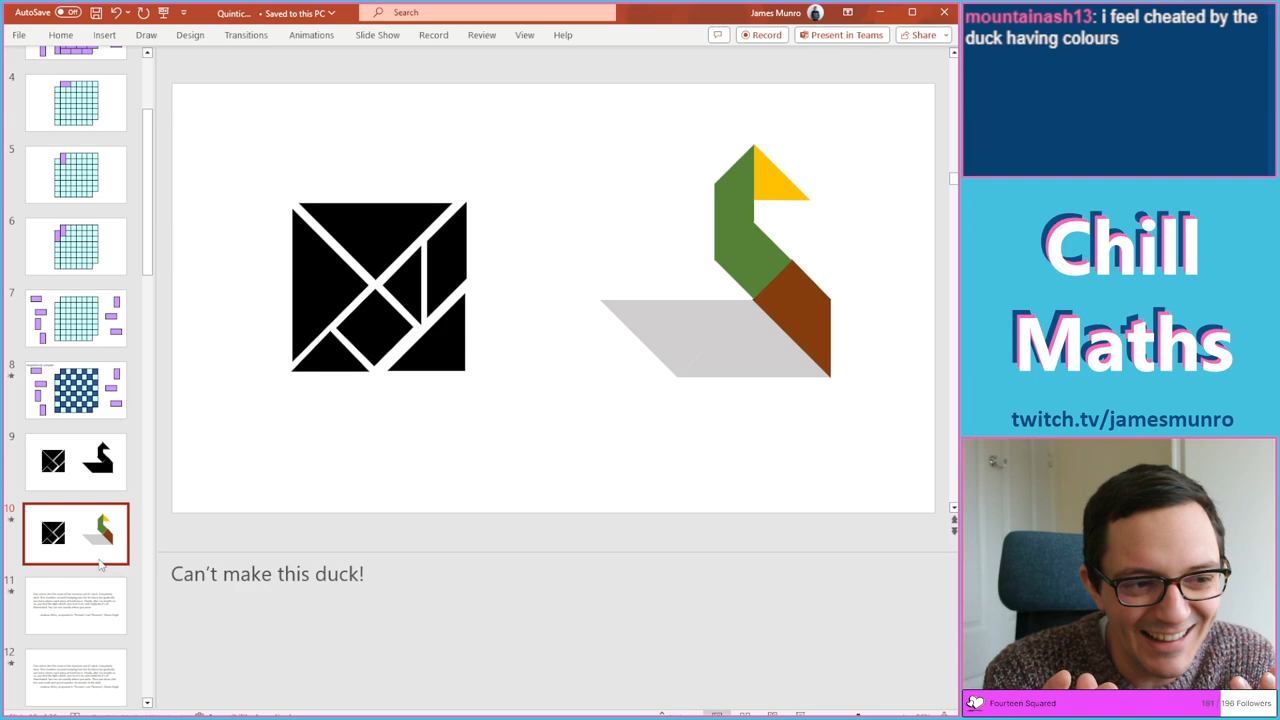 AutoSave Off Quintic... - Saved to this PC Search James Munro
File Home Insert Draw Design Transitions Animations Slide Show Record Review View Help Record Present in Teams Share
4
5
6
7
8
9
10
11
12
Can't make this duck!
mountainash13: i feel cheated by the
duck having colours
Chill
Maths
twitch.tv/jamesmunro
Fourteen Squared 181 / 196 Followers